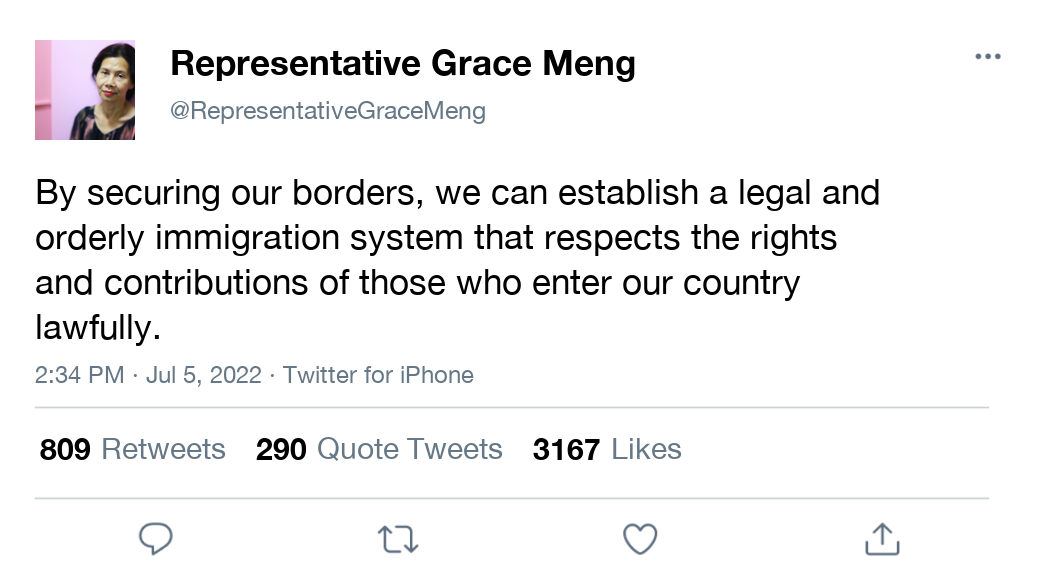 Representative Grace Meng
@RepresentativeGraceMeng
By securing our borders, we can establish a legal and
orderly immigration system that respects the rights
and contributions of those who enter our country
lawfully.
2:34 PM · Jul 5, 2022 · Twitter for iPhone
809 Retweets 290 Quote Tweets 3167 Likes